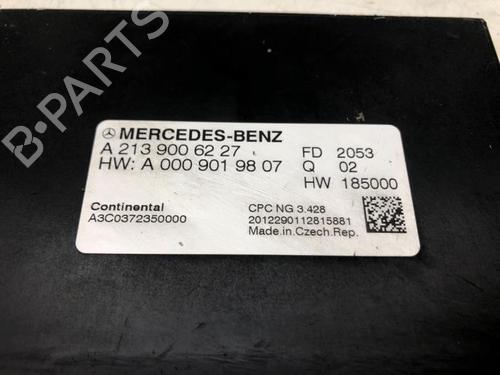 B-PARTS
MERCEDES-BENZ
A 213 900 62 27 FD 2053
HW: A 000 901 98 07 Q 02
HW 185000
Continental CPC NG 3.428
A3C0372350000 2012290112815881
Made.in.Czech.Rep.